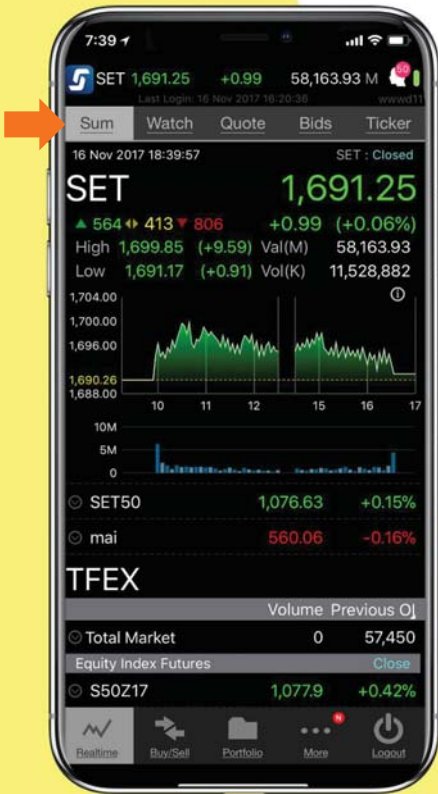 7:39
SET 1,691.25 +0.99 58,163.93 M 50
Last Login: 16 Nov 2017 16:20:36 wwwd11
Sum Watch Quote Bids Ticker
16 Nov 2017 18:39:57 SET : Closed
SET 1,691.25
▲ 564 413 ▼ 806 +0.99 (+0.06%)
High 1,699.85 (+9.59) Val(M) 58,163.93
Low 1,691.17 (+0.91) Vol(K) 11,528,882
1,704.00
1,700.00
1,696.00
1,690.26
1,688.00
10 11 12 15 16 17
10M
5M
0
SET50 1,076.63 +0.15%
mai 560.06 -0.16%
TFEX
Volume Previous OI
Total Market 0 57,450
Equity Index Futures Close
S50Z17 1,077.9 +0.42%
N
Realtime Buy/Sell Portfolio More Logout